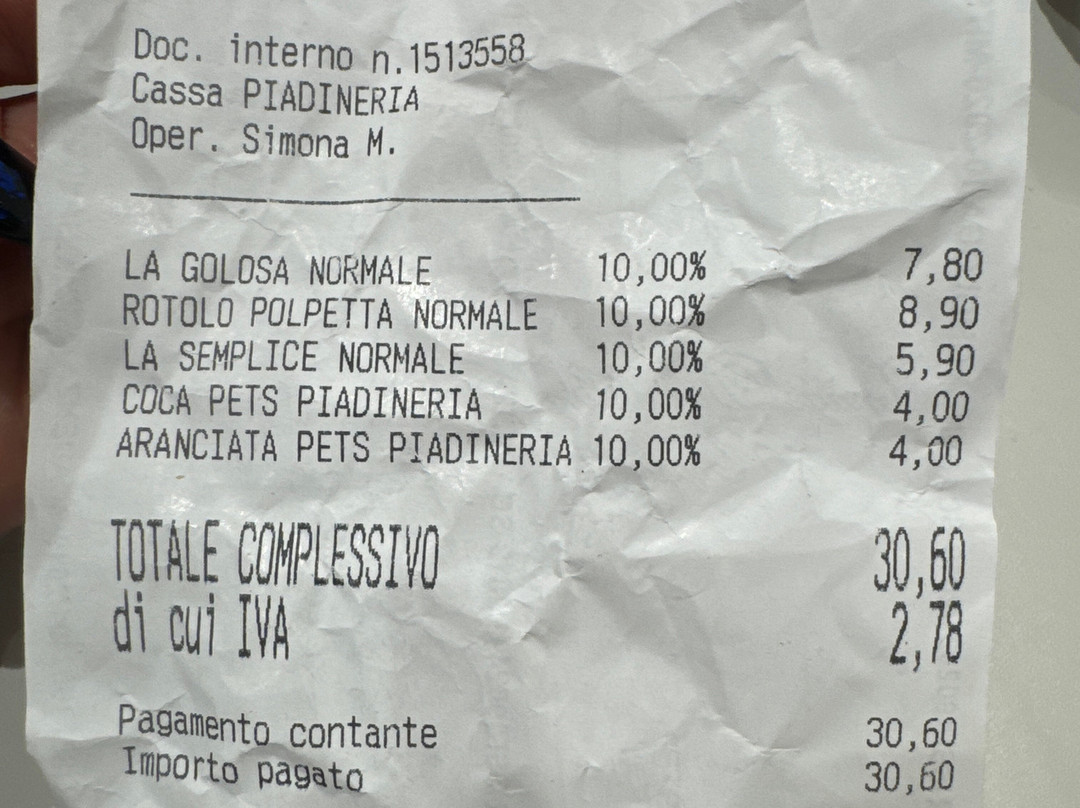 Doc. interno n.1513558
Cassa PIADINERIA
Oper. Simona M.
LA GOLOSA NORMALE 10,00% 7,80
ROTOLO POLPETTA NORMALE 10,00% 8,90
LA SEMPLICE NORMALE 10,00% 5,90
COCA PETS PIADINERIA 10,00% 4,00
ARANCIATA PETS PIADINERIA 10,00% 4,00
TOTALE COMPLESSIVO 30,60
di cui IVA 2,78
Pagamento contante 30,60
Importo pagato 30,60